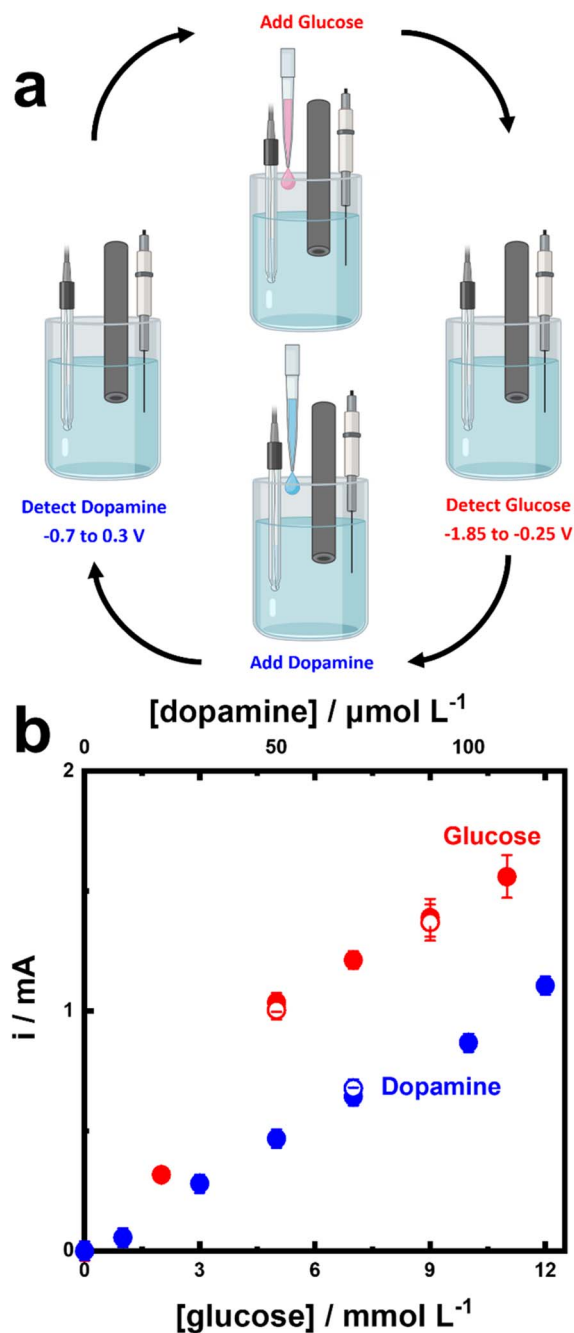 Add Glucose
a
Detect Dopamine
-0.7 to 0.3 V
Detect Glucose
-1.85 to -0.25 V
Add Dopamine
b
[dopamine] / μmol L⁻¹
0 50 100
2
Glucose
i / mA
1
Dopamine
0
0 3 6 9 12
[glucose] / mmol L⁻¹